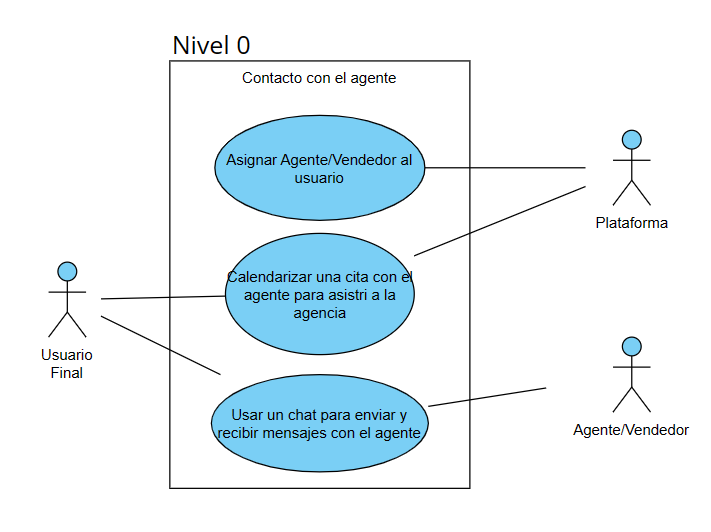 Nivel 0
Contacto con el agente
Asignar Agente/Vendedor al
usuario
Plataforma
Calendarizar una cita con el
agente para asistri a la
agencia
Usuario
Final
Usar un chat para enviar y
recibir mensajes con el agente
Agente/Vendedor